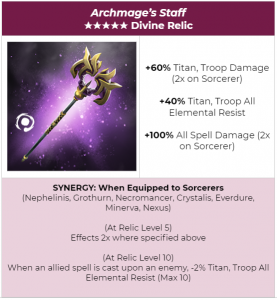 Archmage's Staff
★★★★★ Divine Relic
+60% Titan, Troop Damage
(2x on Sorcerer)
+40% Titan, Troop All
Elemental Resist
+100% All Spell Damage (2x
on Sorcerer)
SYNERGY: When Equipped to Sorcerers
(Nephelinis, Grothurn, Necromancer, Crystalis, Everdure,
Minerva, Nexus)
(At Relic Level 5)
Effects 2x where specified above
(At Relic Level 10)
When an allied spell is cast upon an enemy, -2% Titan, Troop All
Elemental Resist (Max 10)